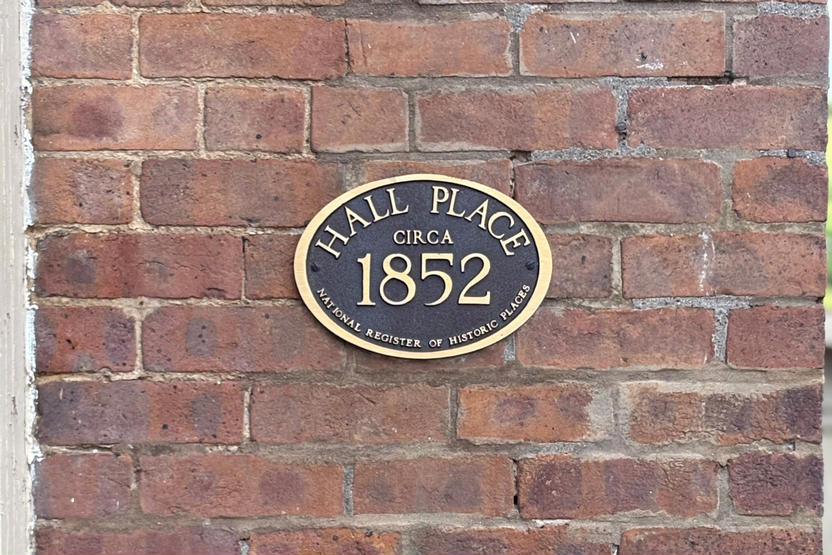 HALL PLACE
CIRCA
1852
NATIONAL REGISTER OF HISTORIC PLACES